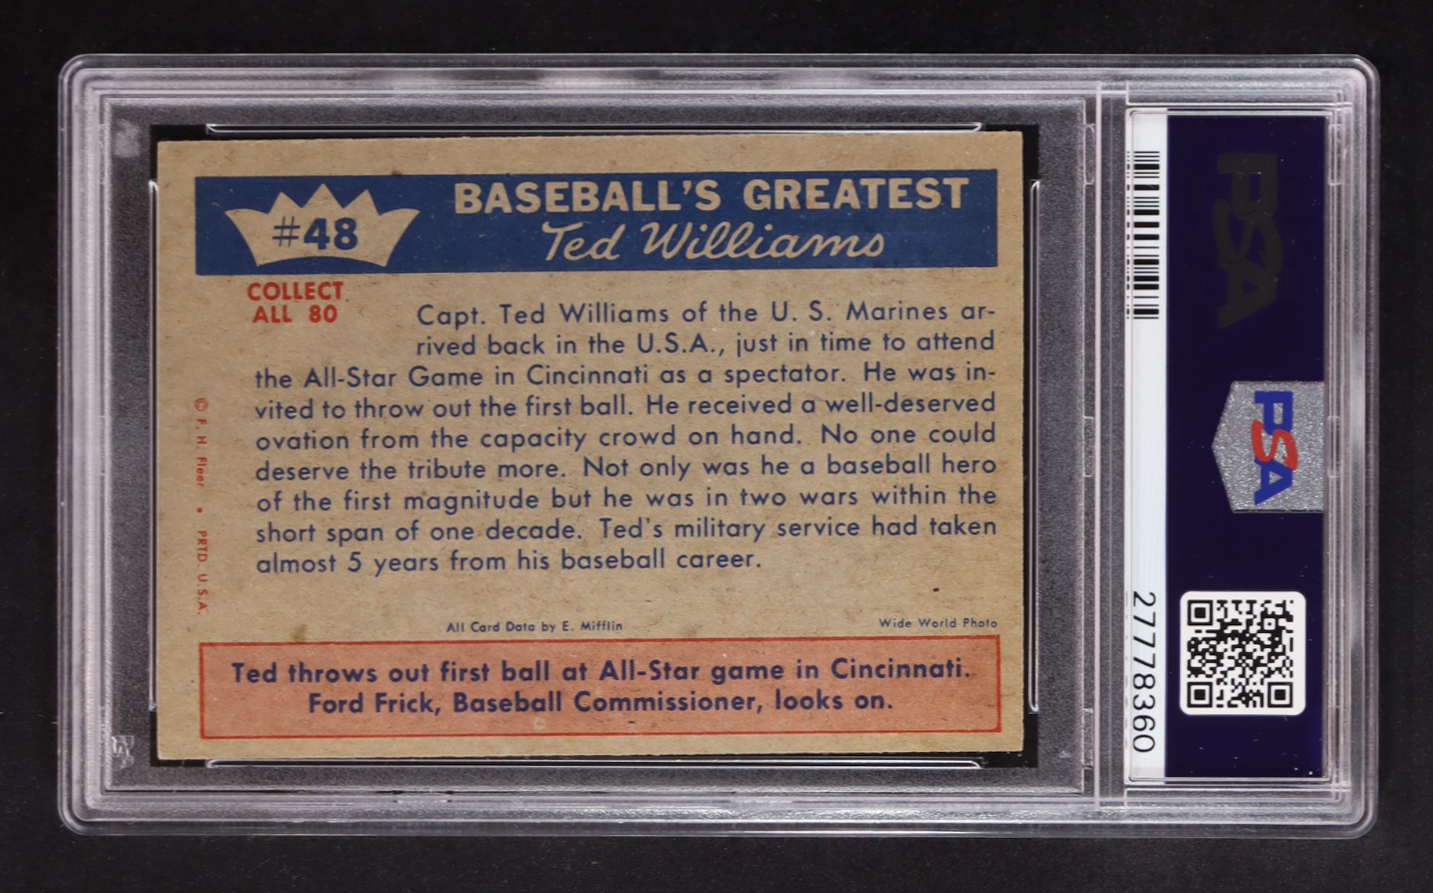 #48
BASEBALL'S GREATEST
Ted Williams
COLLECT
ALL 80
Capt. Ted Williams of the U. S. Marines ar-
rived back in the U.S.A., just in time to attend
the All-Star Game in Cincinnati as a spectator. He was in-
vited to throw out the first ball. He received a well-deserved
ovation from the capacity crowd on hand. No one could
deserve the tribute more. Not only was he a baseball hero
of the first magnitude but he was in two wars within the
short span of one decade. Ted's military service had taken
almost 5 years from his baseball career.
© F. H. Fleer • PRTD. U.S.A.
All Card Data by E. Mifflin
Wide World Photo
Ted throws out first ball at All-Star game in Cincinnati.
Ford Frick, Baseball Commissioner, looks on.
PSA
PSA
27778360